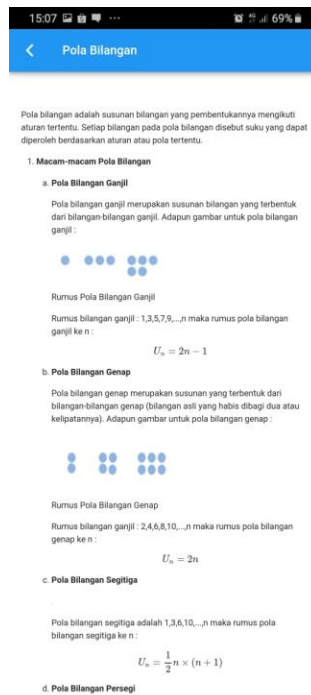 15:07 ... 69%
Pola Bilangan
Pola bilangan adalah susunan bilangan yang pembentukannya mengikuti
aturan tertentu. Setiap bilangan pada pola bilangan disebut suku yang dapat
diperoleh berdasarkan aturan atau pola tertentu.
1. Macam-macam Pola Bilangan
a. Pola Bilangan Ganjil
Pola bilangan ganjil merupakan susunan bilangan yang terbentuk
dari bilangan-bilangan ganjil. Adapun gambar untuk pola bilangan
ganjil :
Rumus Pola Bilangan Ganjil
Rumus bilangan ganjil : 1,3,5,7,9,...,n maka rumus pola bilangan
ganjil ke n :
Uₙ = 2n − 1
b. Pola Bilangan Genap
Pola bilangan genap merupakan susunan yang terbentuk dari
bilangan-bilangan genap (bilangan asli yang habis dibagi dua atau
kelipatannya). Adapun gambar untuk pola bilangan genap :
Rumus Pola Bilangan Genap
Rumus bilangan ganjil : 2,4,6,8,10,...,n maka rumus pola bilangan
genap ke n :
Uₙ = 2n
c. Pola Bilangan Segitiga
Pola bilangan segitiga adalah 1,3,6,10,...,n maka rumus pola
bilangan segitiga ke n :
Uₙ = 1/2 n × (n + 1)
d. Pola Bilangan Persegi